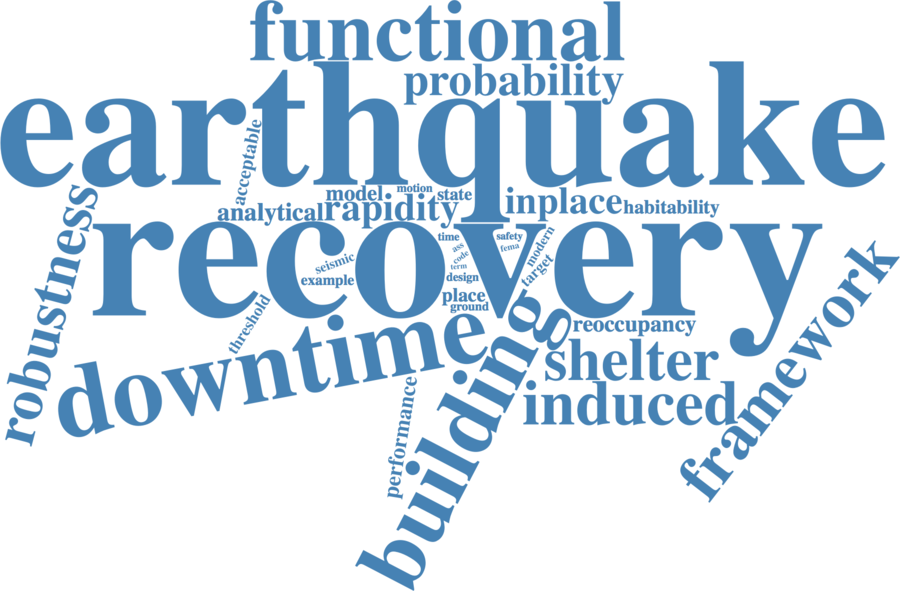 functional
probability
earthquake
acceptable
model
motion
state
analytical
rapidity
inplace
habitability
robustness
recovery
time
ass
code
term
safety
fema
modern
target
seismic
example
design
place
ground
threshold
downtime
reoccupancy
building
shelter
induced
framework
performance